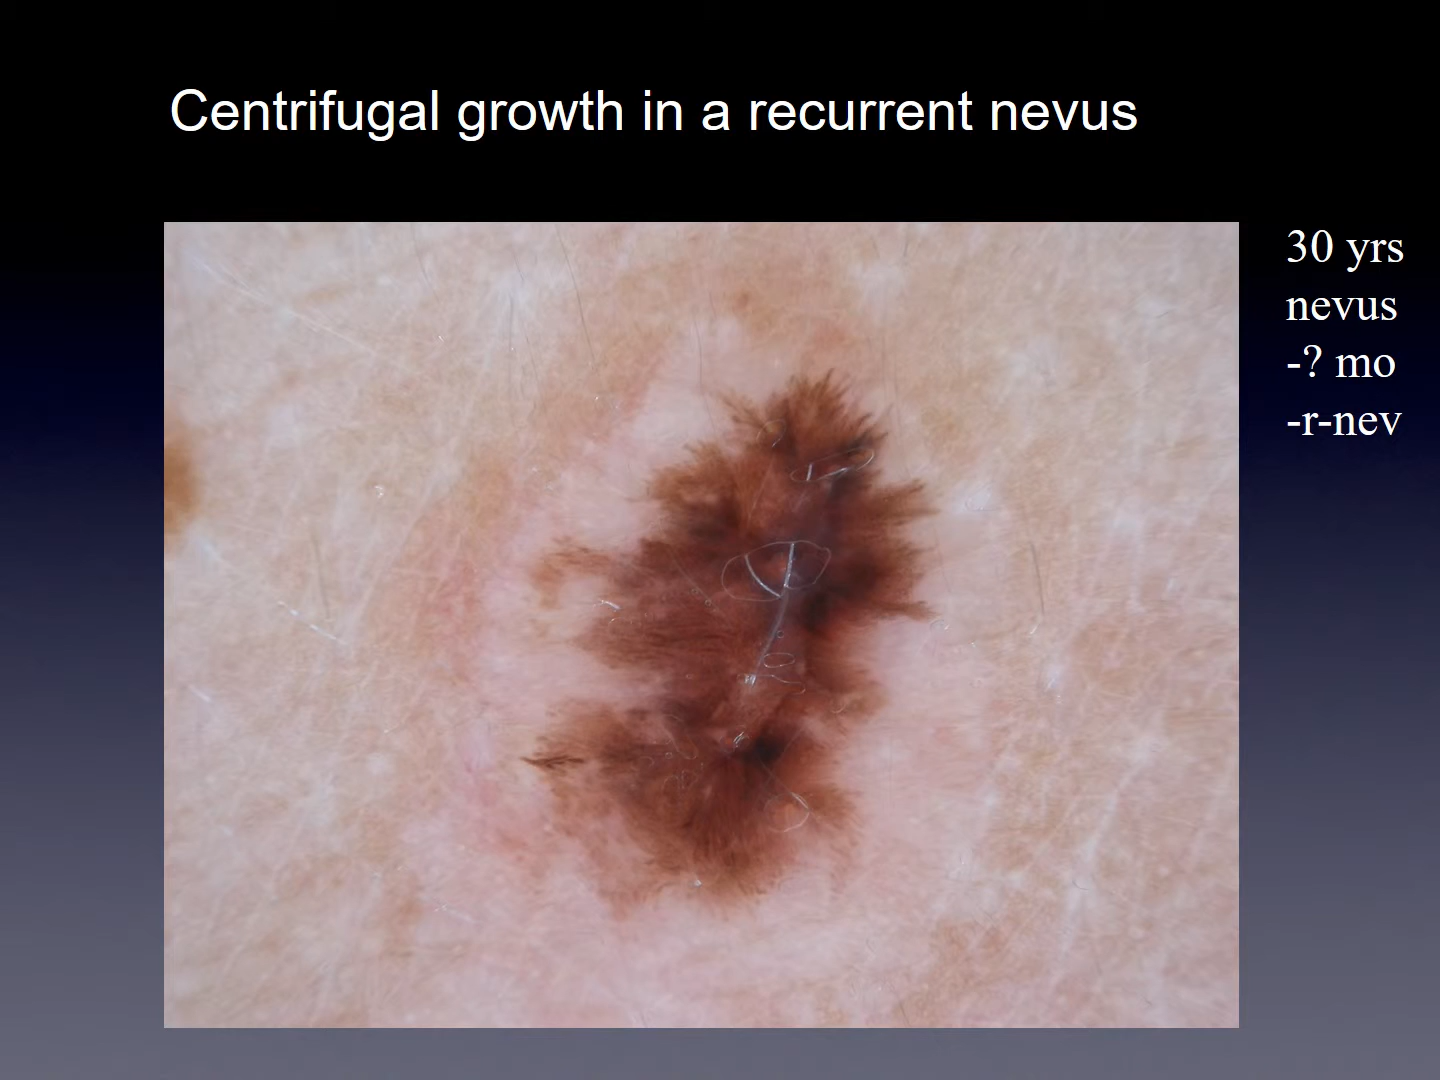 Centrifugal growth in a recurrent nevus
30 yrs
nevus
-? mo
-r-nev